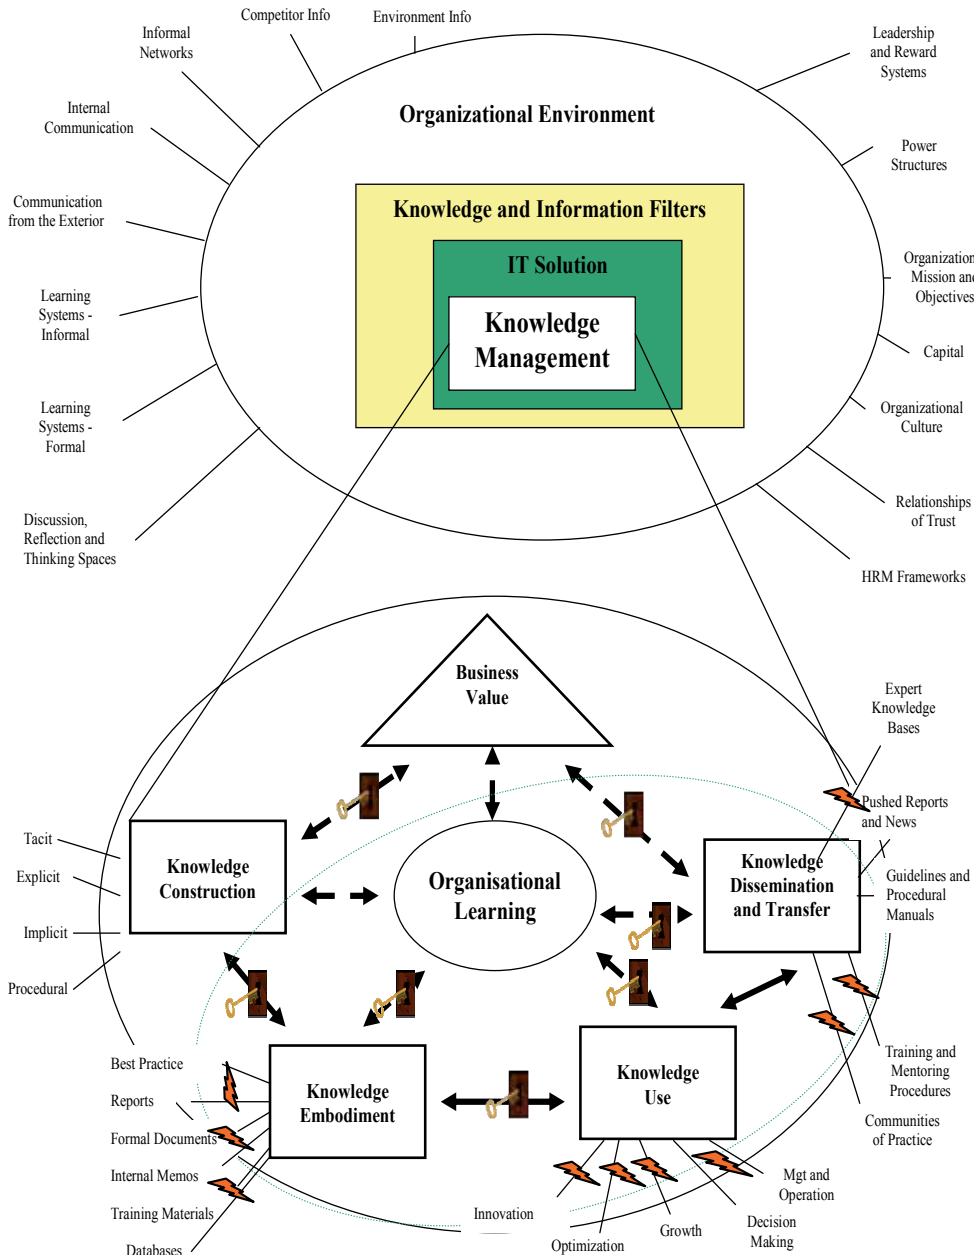 Competitor Info
Environment Info
Informal
Networks
Leadership
and Reward
Systems
Internal
Communication
Organizational Environment
Power
Structures
Communication
from the Exterior
Knowledge and Information Filters
IT Solution
Organization
Mission and
Objectives
Learning
Systems -
Informal
Knowledge
Management
Capital
Learning
Systems -
Formal
Organizational
Culture
Discussion,
Reflection and
Thinking Spaces
Relationships
of Trust
HRM Frameworks
Business
Value
Expert
Knowledge
Bases
Pushed Reports
and News
Tacit
Explicit
Implicit
Procedural
Knowledge
Construction
Organisational
Learning
Knowledge
Dissemination
and Transfer
Guidelines and
Procedural
Manuals
Training and
Mentoring
Procedures
Communities
of Practice
Best Practice
Reports
Formal Documents
Internal Memos
Training Materials
Databases
Knowledge
Embodiment
Knowledge
Use
Innovation
Optimization
Growth
Decision
Making
Mgt and
Operation